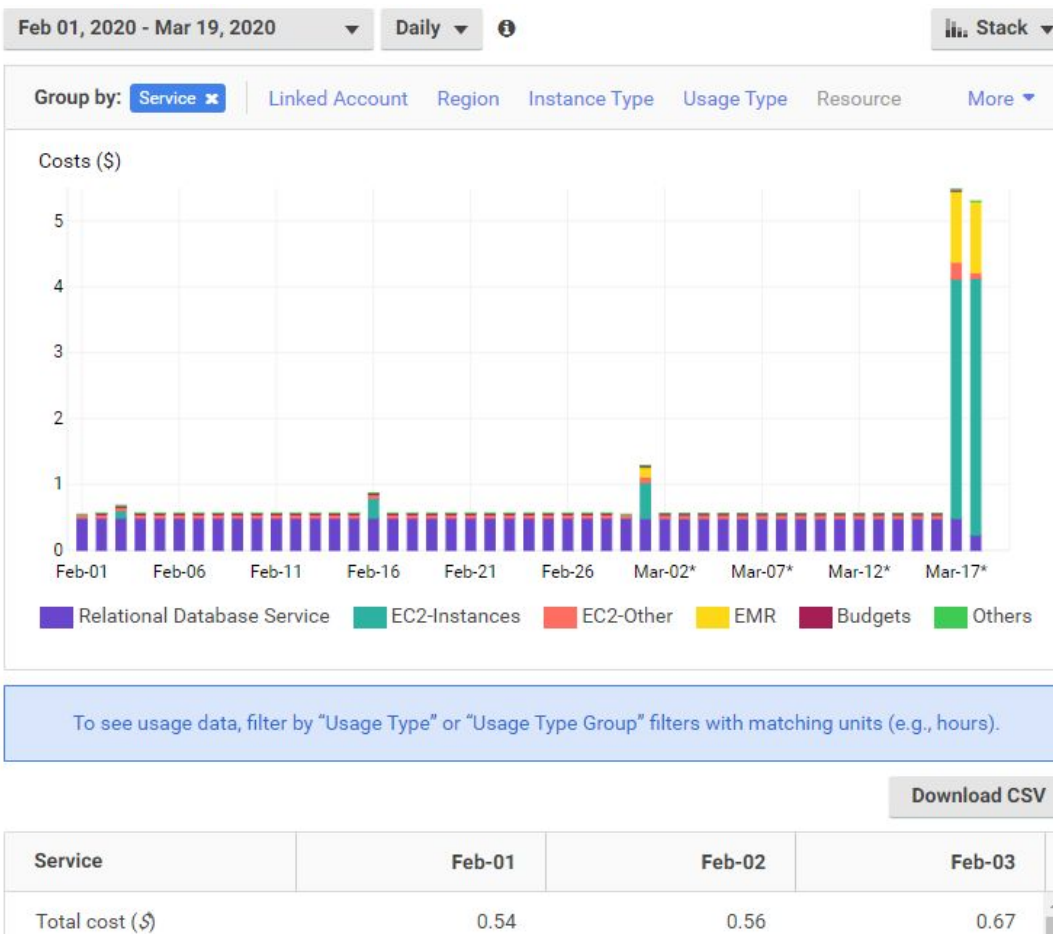 Feb 01, 2020 - Mar 19, 2020 Daily Stack
Group by: Service Linked Account Region Instance Type Usage Type Resource More
Costs ($)
5
4
3
2
1
0
Feb-01 Feb-06 Feb-11 Feb-16 Feb-21 Feb-26 Mar-02* Mar-07* Mar-12* Mar-17*
Relational Database Service EC2-Instances EC2-Other EMR Budgets Others
To see usage data, filter by “Usage Type” or “Usage Type Group” filters with matching units (e.g., hours).
Download CSV
Service Feb-01 Feb-02 Feb-03
Total cost ($) 0.54 0.56 0.67